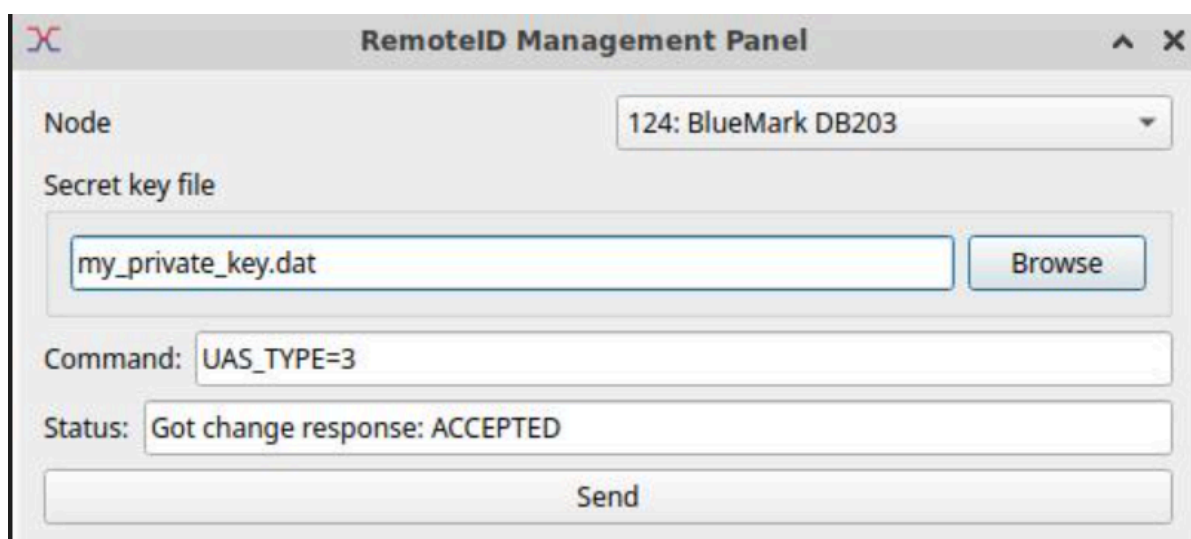 RemoteID Management Panel
Node 124: BlueMark DB203
Secret key file
my_private_key.dat Browse
Command: UAS_TYPE=3
Status: Got change response: ACCEPTED
Send